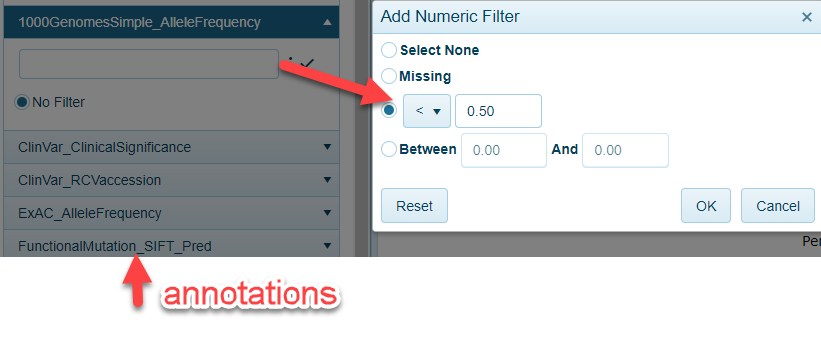 1000GenomesSimple_AlleleFrequency
No Filter
ClinVar_ClinicalSignificance
ClinVar_RCVaccession
ExAC_AlleleFrequency
FunctionalMutation_SIFT_Pred
annotations
Add Numeric Filter ×
Select None
Missing
< 0.50
Between 0.00 And 0.00
Reset OK Cancel
Per